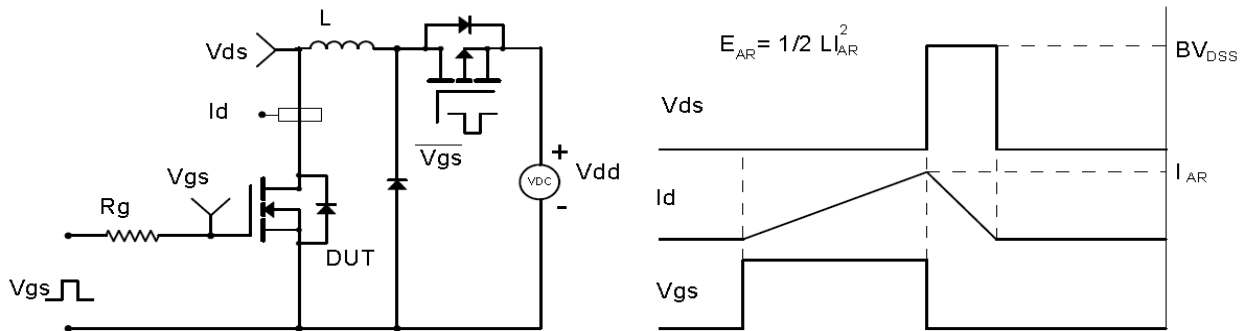 L
Vds
Id
Vgs
Rg
DUT
Vgs
Vgs
+
VDC
Vdd
-
E_AR = 1/2 LI_AR^2
BV_DSS
Vds
I_AR
Id
Vgs